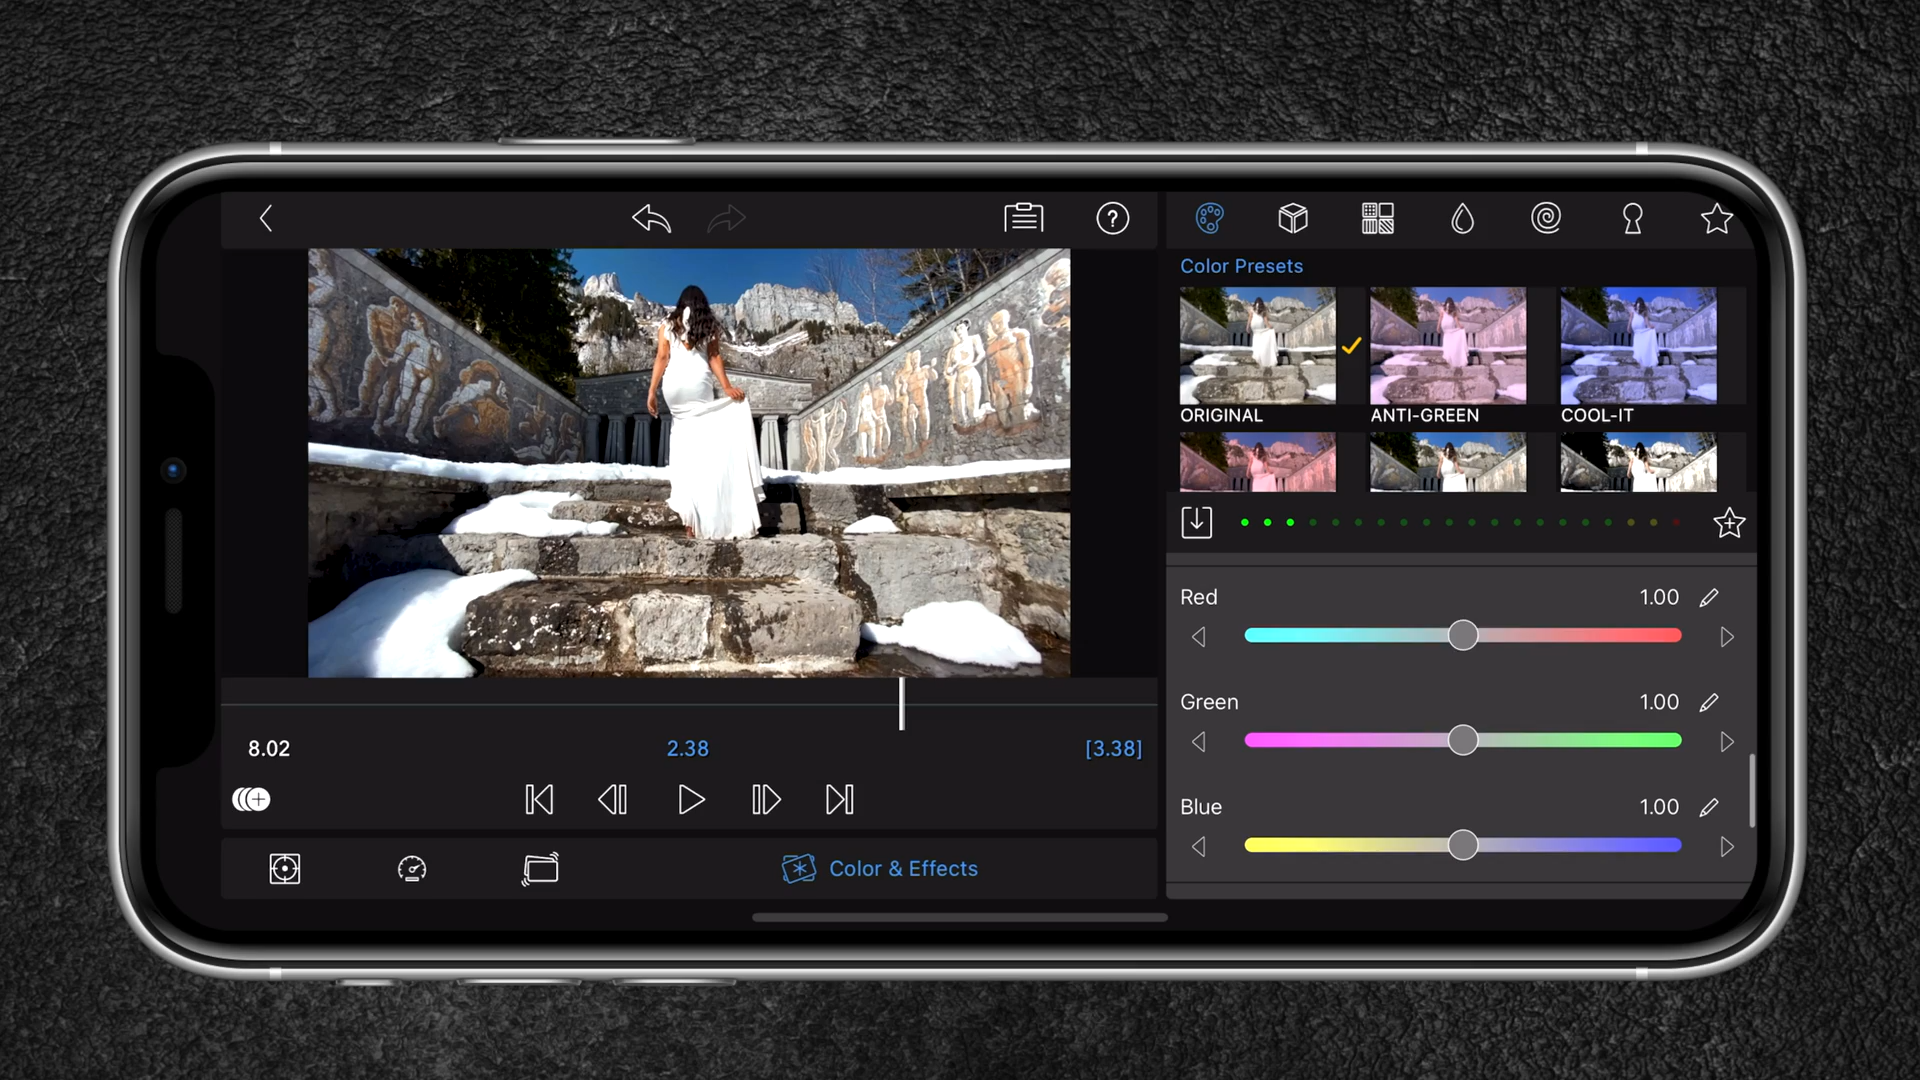 ?
Color Presets
ORIGINAL
ANTI-GREEN
COOL-IT
Red
1.00
Green
1.00
Blue
1.00
8.02
2.38
[3.38]
Color & Effects